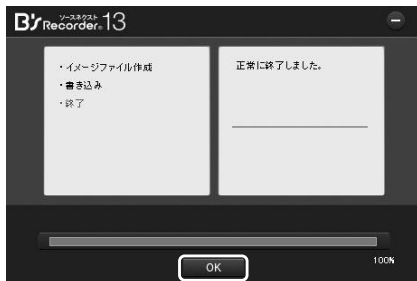 B's Recorder 13
ソースネクスト
・イメージファイル作成
・書き込み
・終了
正常に終了しました。
100%
OK